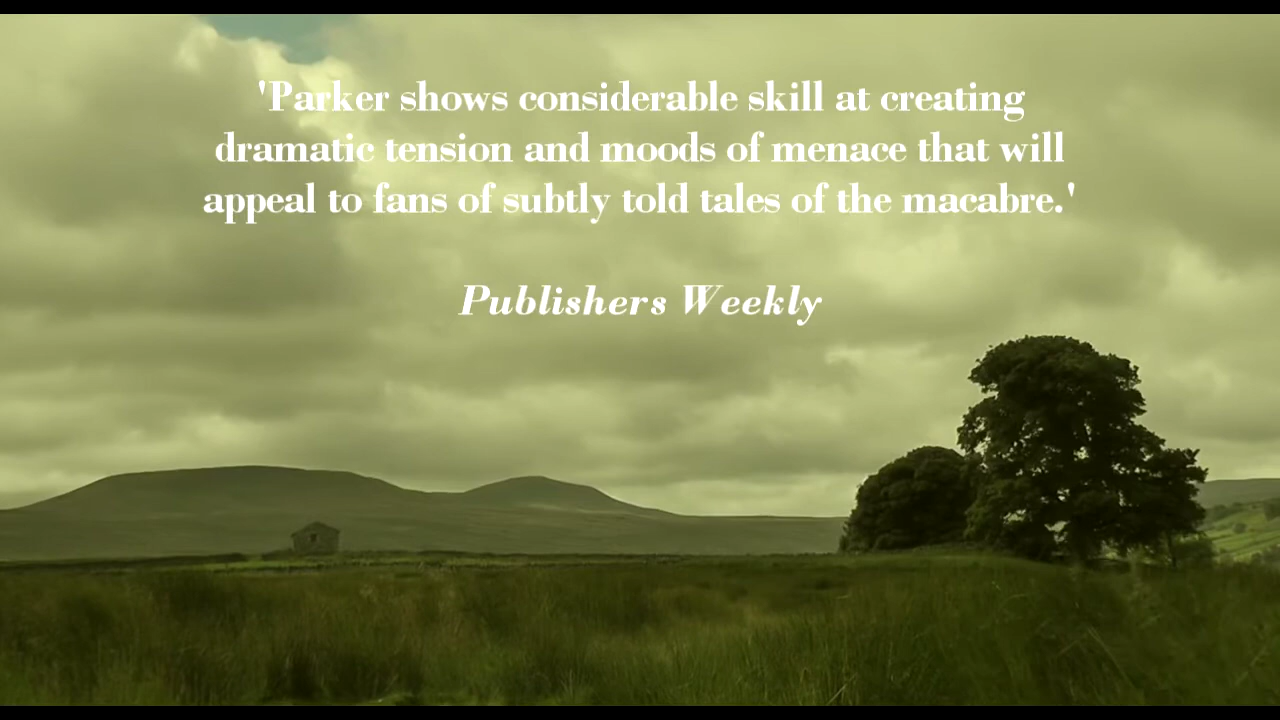 'Parker shows considerable skill at creating
dramatic tension and moods of menace that will
appeal to fans of subtly told tales of the macabre.'
Publishers Weekly